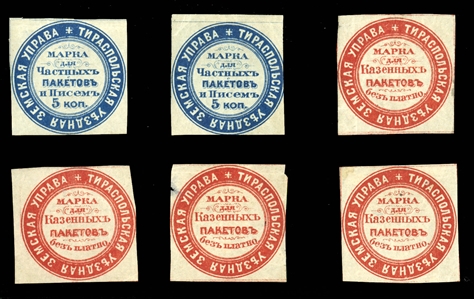 ТИРАСПОЛЬСКАЯ УѢЗДНАЯ ЗЕМСКАЯ УПРАВА
МАРКА
для
Частныхъ
ПАКЕТОВЪ
и Писемъ
5 коп.
ТИРАСПОЛЬСКАЯ УѢЗДНАЯ ЗЕМСКАЯ УПРАВА
МАРКА
для
Частныхъ
ПАКЕТОВЪ
и Писемъ
5 коп.
ТИРАСПОЛЬСКАЯ УѢЗДНАЯ ЗЕМСКАЯ УПРАВА
МАРКА
для
Казенныхъ
ПАКЕТОВЪ
безъ платно.
ТИРАСПОЛЬСКАЯ УѢЗДНАЯ ЗЕМСКАЯ УПРАВА
МАРКА
для
Казенныхъ
ПАКЕТОВЪ
безъ платно.
ТИРАСПОЛЬСКАЯ УѢЗДНАЯ ЗЕМСКАЯ УПРАВА
МАРКА
для
Казенныхъ
ПАКЕТОВЪ
безъ платно.
ТИРАСПОЛЬСКАЯ УѢЗДНАЯ ЗЕМСКАЯ УПРАВА
МАРКА
для
Казенныхъ
ПАКЕТОВЪ
безъ платно.